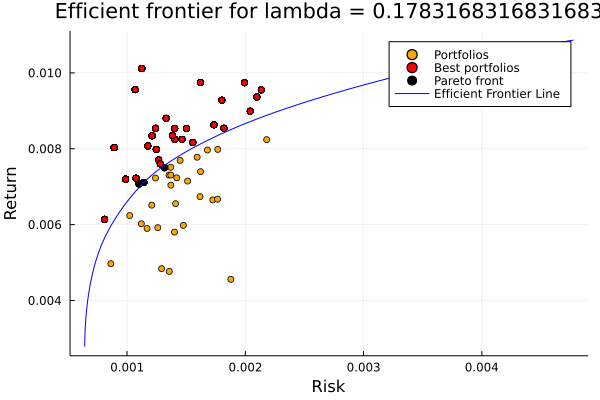 Efficient frontier for lambda = 0.1783168316831683
Portfolios
Best portfolios
Pareto front
Efficient Frontier Line
Return
0.010
0.008
0.006
0.004
0.001
0.002
0.003
0.004
Risk